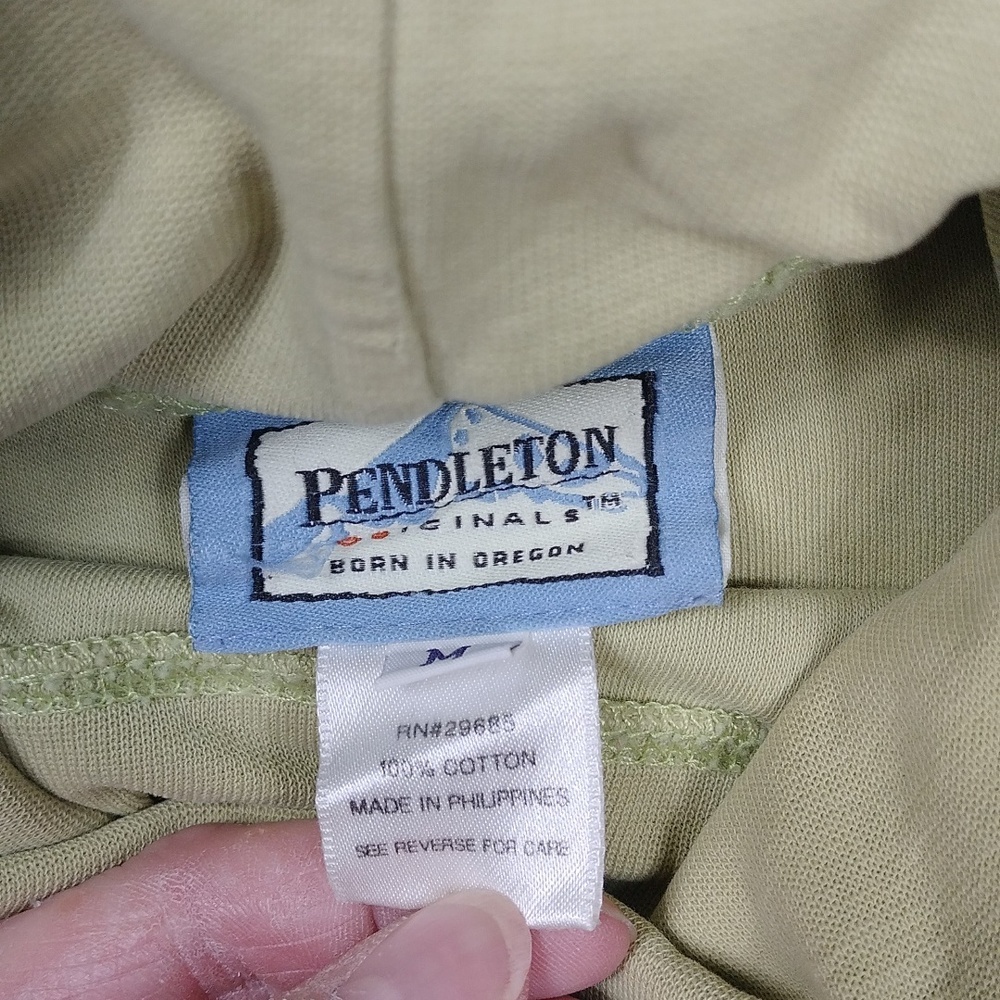 PENDLETON
ORIGINALS™
BORN IN OREGON
M
RN#29685
100% COTTON
MADE IN PHILIPPINES
SEE REVERSE FOR CARE